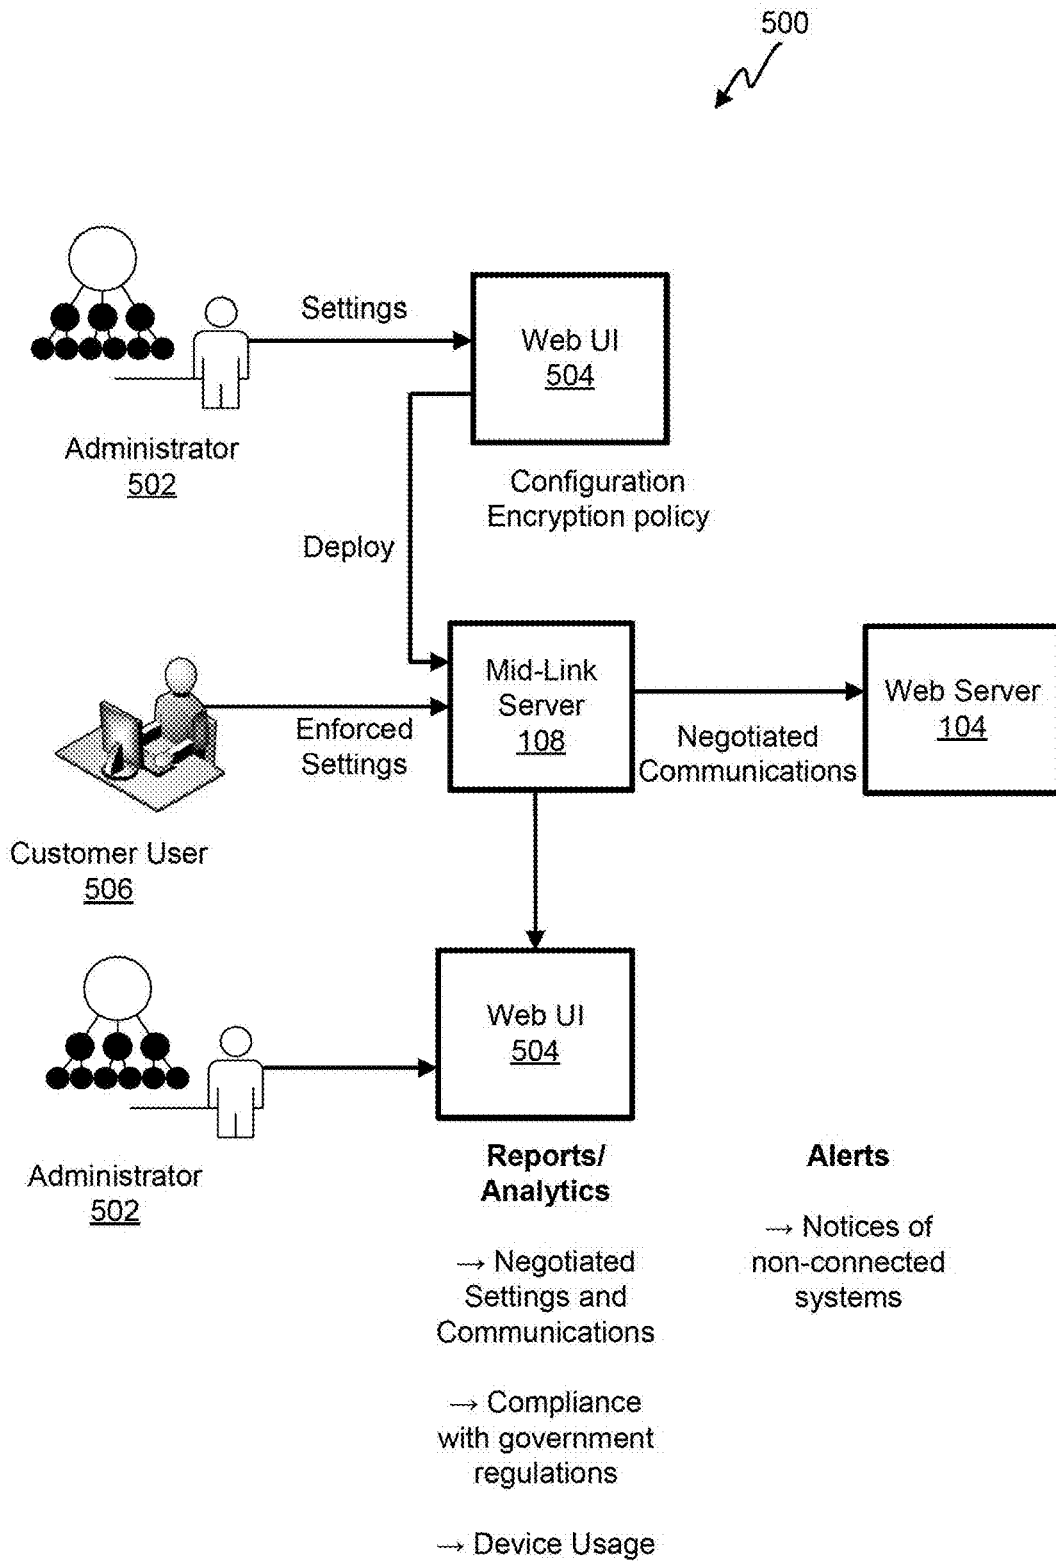 500
Settings
Web UI
504
Administrator
502
Configuration
Encryption policy
Deploy
Mid-Link
Server
108
Web Server
104
Enforced
Settings
Negotiated
Communications
Customer User
506
Web UI
504
Administrator
502
Reports/
Analytics
→ Negotiated
Settings and
Communications
→ Compliance
with government
regulations
→ Device Usage
Alerts
→ Notices of
non-connected
systems